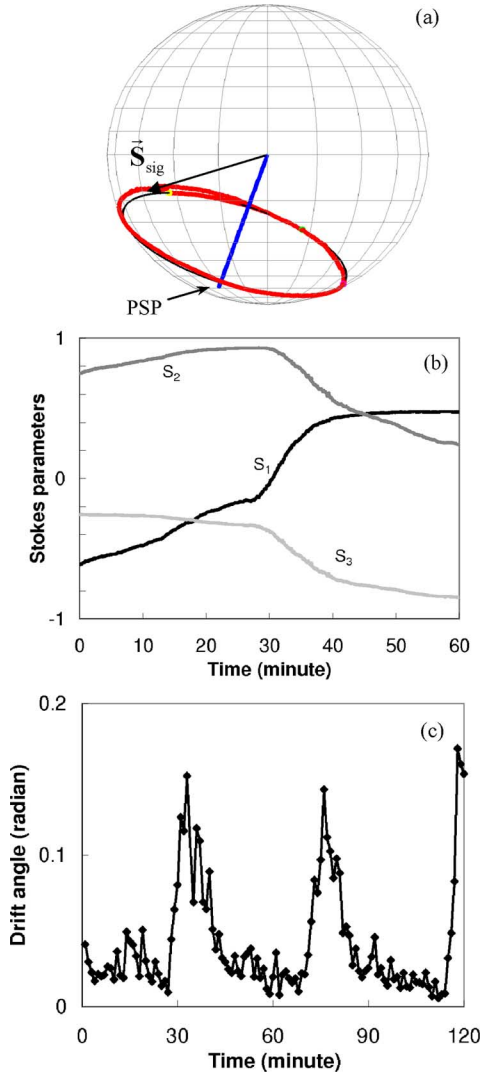 (a)
S⃗sig
PSP
(b)
1
S2
Stokes parameters
0
S1
S3
-1
0 10 20 30 40 50 60
Time (minute)
0.2
(c)
Drift angle (radian)
0.1
0
0 30 60 90 120
Time (minute)